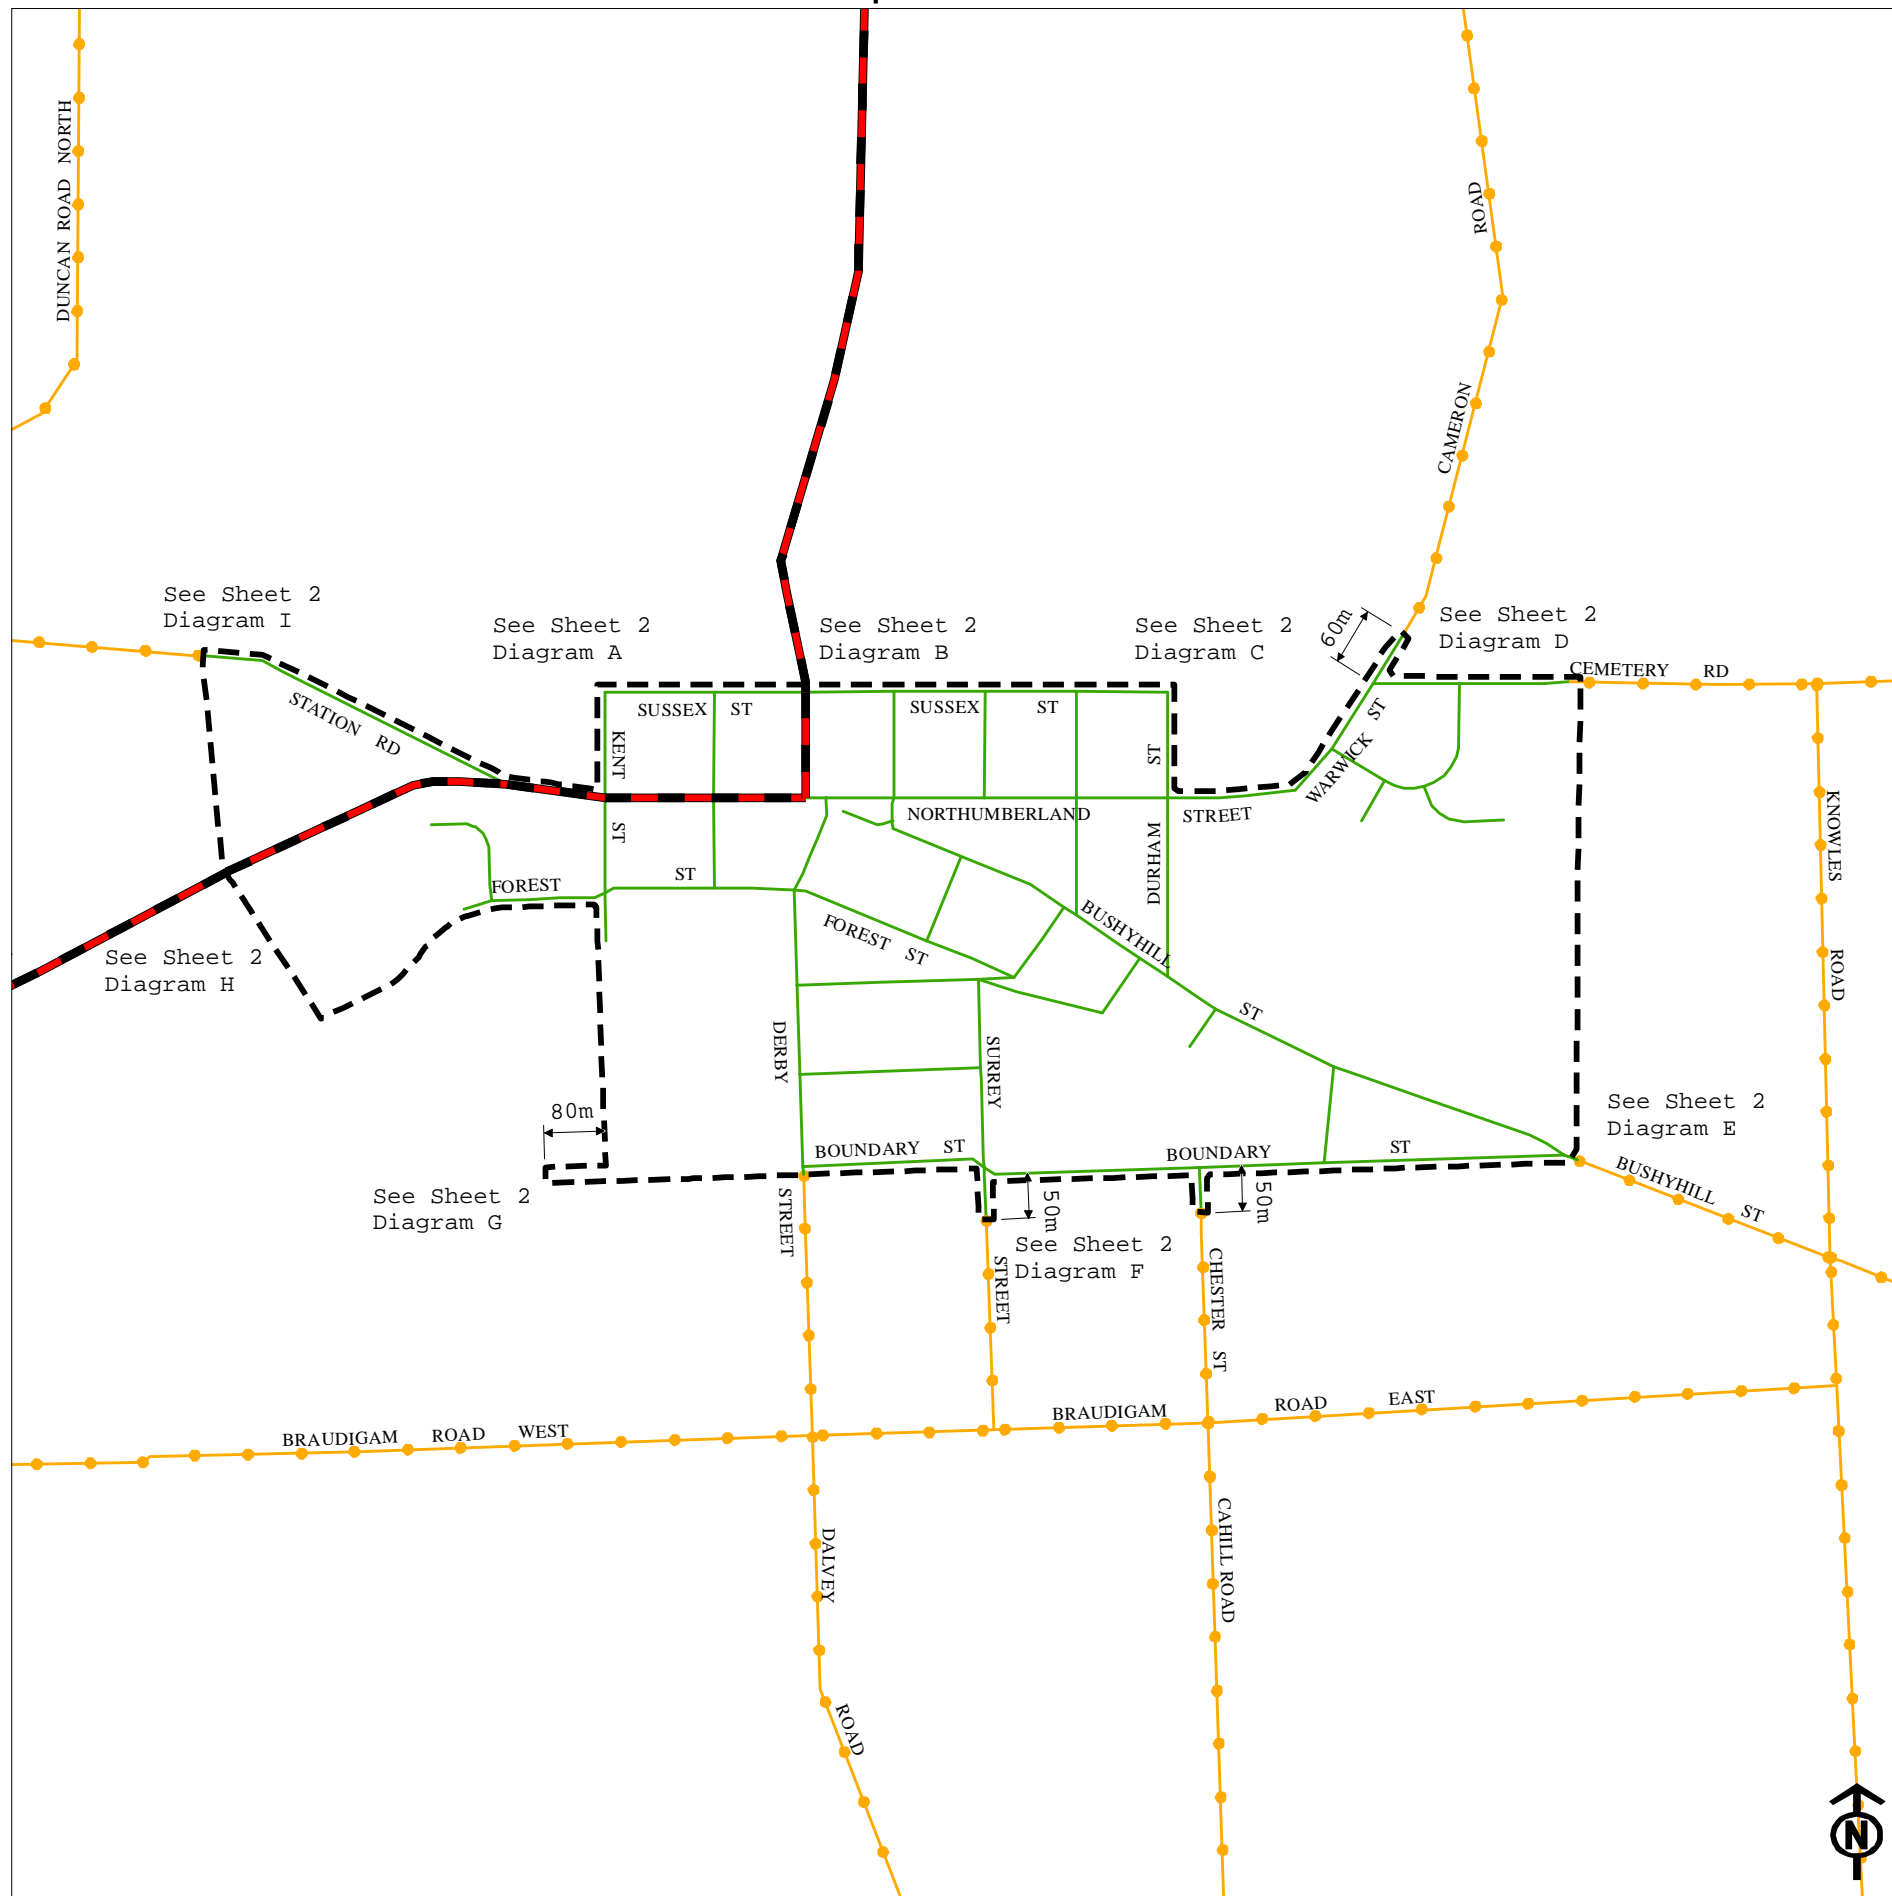 DUNCAN ROAD NORTH
ROAD
CAMERON
See Sheet 2
Diagram I
See Sheet 2
Diagram A
See Sheet 2
Diagram B
See Sheet 2
Diagram C
60m
See Sheet 2
Diagram D
CEMETERY RD
STATION RD
SUSSEX ST
SUSSEX ST
KENT
ST
ST
WARWICK ST
NORTHUMBERLAND
STREET
KNOWLES
ROAD
DURHAM
FOREST
ST
FOREST ST
BUSHYHILL
ST
See Sheet 2
Diagram H
DERBY
SURREY
80m
See Sheet 2
Diagram E
BOUNDARY ST
BOUNDARY
ST
BUSHYHILL
ST
See Sheet 2
Diagram G
STREET
50m
50m
See Sheet 2
Diagram F
STREET
CHESTER ST
BRAUDIGAM ROAD WEST
BRAUDIGAM
ROAD
EAST
CAHILL ROAD
DALVEY
ROAD
N